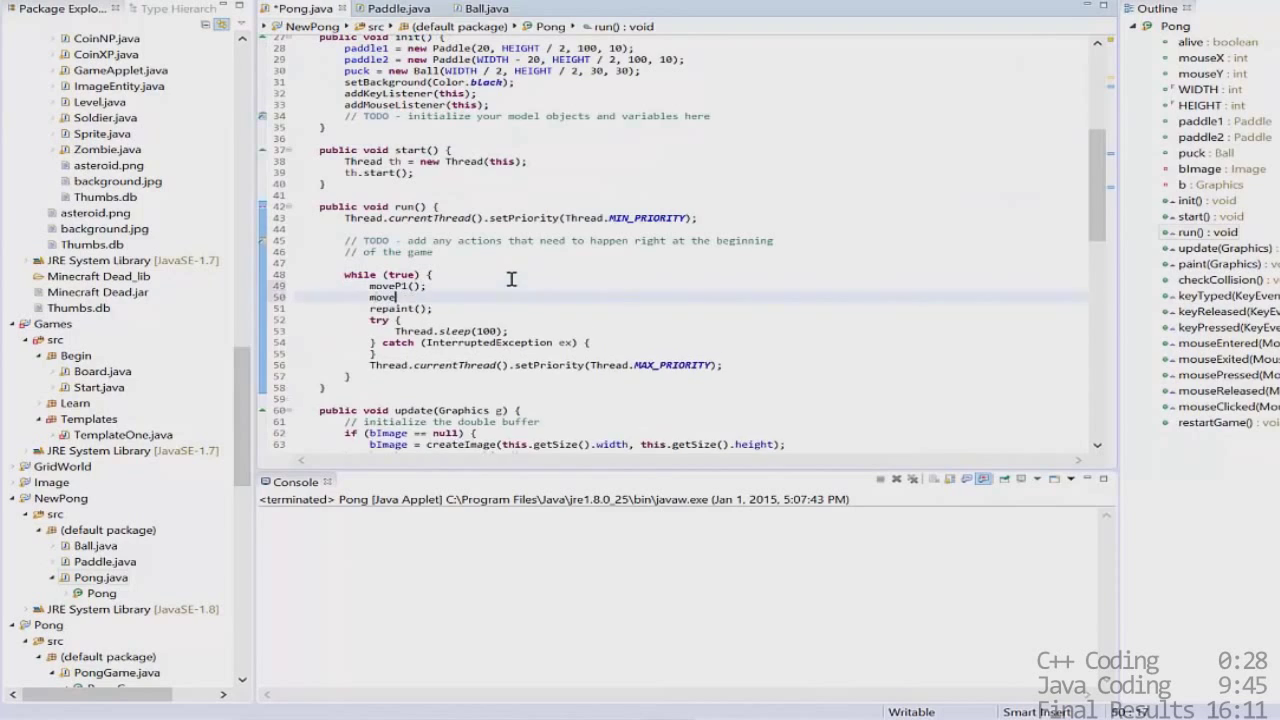 Package Explo...
Type Hierarch
CoinNP.java
CoinXP.java
GameApplet.java
ImageEntity.java
Level.java
Soldier.java
Sprite.java
Zombie.java
asteroid.png
background.jpg
Thumbs.db
asteroid.png
background.jpg
Thumbs.db
JRE System Library [JavaSE-1.7]
Minecraft Dead_lib
Minecraft Dead.jar
Thumbs.db
Games
src
Begin
Board.java
Start.java
Learn
Templates
TemplateOne.java
JRE System Library [JavaSE-1.7]
GridWorld
Image
NewPong
src
(default package)
Ball.java
Paddle.java
Pong.java
Pong
JRE System Library [JavaSE-1.8]
Pong
src
(default package)
PongGame.java
*Pong.java
Paddle.java
Ball.java
NewPong
src
(default package)
Pong
run() : void
27 public void init() {
28 paddle1 = new Paddle(20, HEIGHT / 2, 100, 10);
29 paddle2 = new Paddle(WIDTH - 20, HEIGHT / 2, 100, 10);
30 puck = new Ball(WIDTH / 2, HEIGHT / 2, 30, 30);
31 setBackground(Color.black);
32 addKeyListener(this);
33 addMouseListener(this);
34 // TODO - initialize your model objects and variables here
35 }
36
37 public void start() {
38 Thread th = new Thread(this);
39 th.start();
40 }
41
42 public void run() {
43 Thread.currentThread().setPriority(Thread.MIN_PRIORITY);
44
45 // TODO - add any actions that need to happen right at the beginning
46 // of the game
47
48 while (true) {
49 moveP1();
50 move
51 repaint();
52 try {
53 Thread.sleep(100);
54 } catch (InterruptedException ex) {
55 }
56 Thread.currentThread().setPriority(Thread.MAX_PRIORITY);
57 }
58 }
59
60 public void update(Graphics g) {
61 // initialize the double buffer
62 if (bImage == null) {
63 bImage = createImage(this.getSize().width, this.getSize().height);
Console
<terminated> Pong [Java Applet] C:\Program Files\Java\jre1.8.0_25\bin\javaw.exe (Jan 1, 2015, 5:07:43 PM)
Outline
Pong
alive : boolean
mouseX : int
mouseY : int
WIDTH : int
HEIGHT : int
paddle1 : Paddle
paddle2 : Paddle
puck : Ball
bImage : Image
b : Graphics
init() : void
start() : void
run() : void
update(Graphics)
paint(Graphics) :
checkCollision() :
keyTyped(KeyEve
keyReleased(KeyE
keyPressed(KeyEv
mouseEntered(Mo
mouseExited(Mou
mousePressed(Mo
mouseReleased(M
mouseClicked(Mou
restartGame() : voi
C++ Coding 0:28
Java Coding 9:45
Final Results 16:11
Writable
Smart Insert